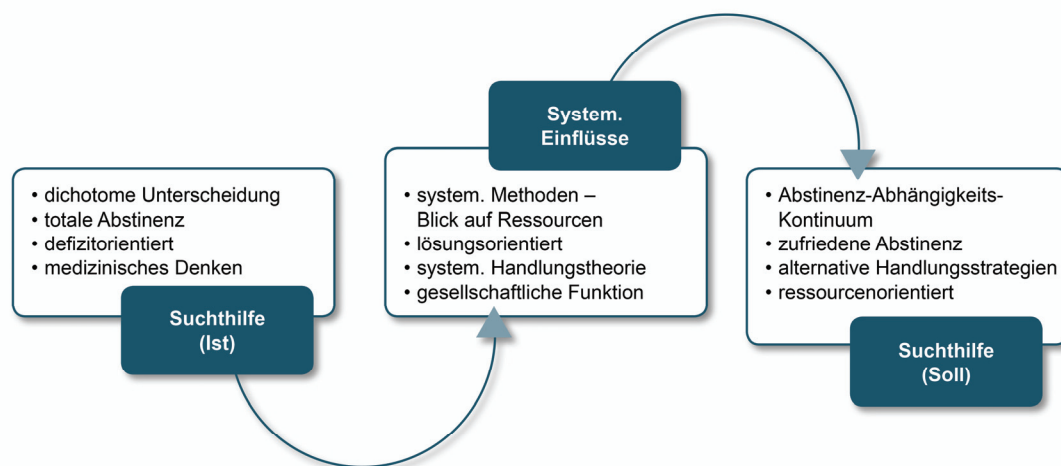 • dichotome Unterscheidung
• totale Abstinenz
• defizitorientiert
• medizinisches Denken
Suchthilfe
(Ist)
System.
Einflüsse
• system. Methoden –
Blick auf Ressourcen
• lösungsorientiert
• system. Handlungstheorie
• gesellschaftliche Funktion
• Abstinenz-Abhängigkeits-
Kontinuum
• zufriedene Abstinenz
• alternative Handlungsstrategien
• ressourcenorientiert
Suchthilfe
(Soll)